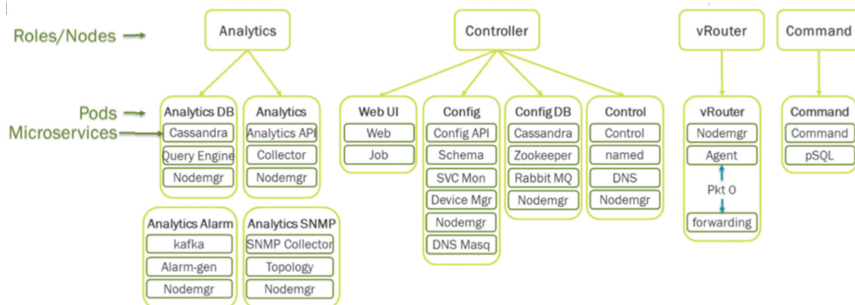 Roles/Nodes
Analytics
Controller
vRouter
Command
Pods
Microservices
Analytics DB
Cassandra
Query Engine
Nodemgr
Analytics
Analytics API
Collector
Nodemgr
Web UI
Web
Job
Config
Config API
Schema
SVC Mon
Device Mgr
Nodemgr
DNS Masq
Config DB
Cassandra
Zookeeper
Rabbit MQ
Nodemgr
Control
Control
named
DNS
Nodemgr
vRouter
Nodemgr
Agent
Pkt 0
forwarding
Command
Command
pSQL
Analytics Alarm
kafka
Alarm-gen
Nodemgr
Analytics SNMP
SNMP Collector
Topology
Nodemgr